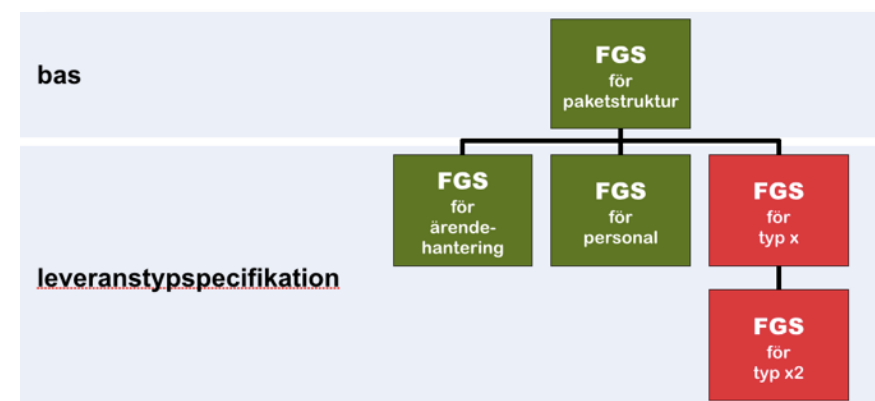 bas
FGS
för
paketstruktur
leveranstypspecifikation
FGS
för
ärende-
hantering
FGS
för
personal
FGS
för
typ x
FGS
för
typ x2